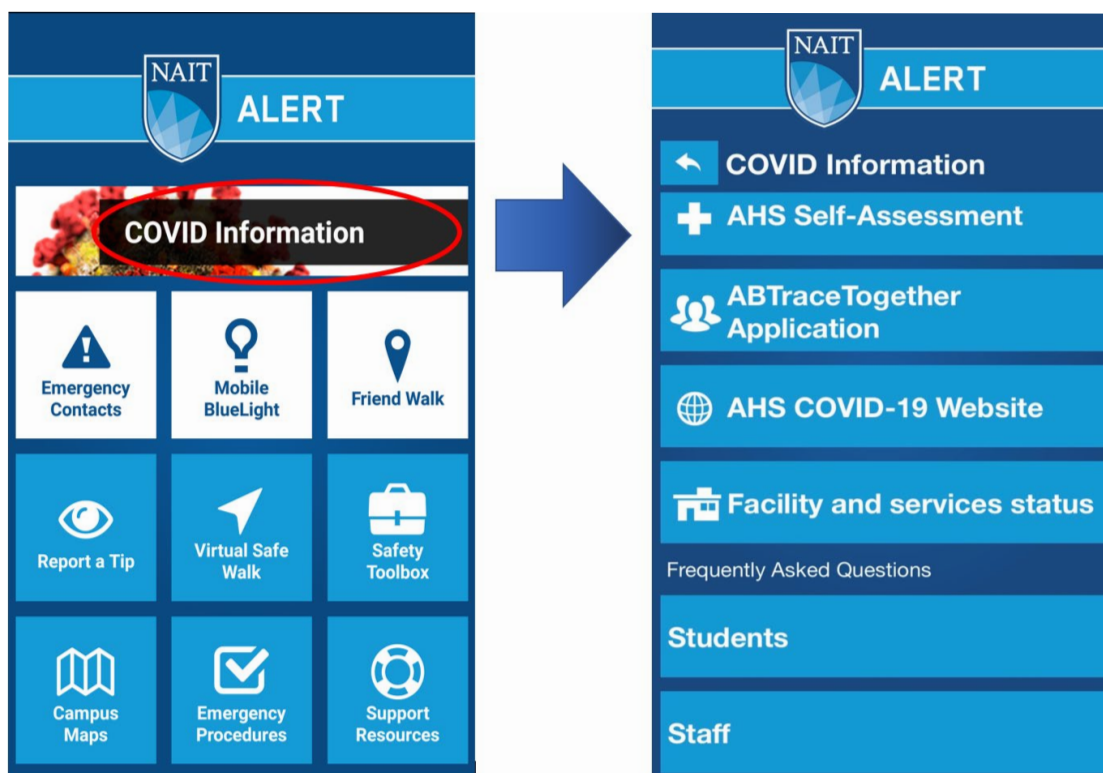 NAIT
ALERT
COVID Information
Emergency
Contacts
Mobile
BlueLight
Friend Walk
Report a Tip
Virtual Safe
Walk
Safety
Toolbox
Campus
Maps
Emergency
Procedures
Support
Resources
NAIT
ALERT
COVID Information
AHS Self-Assessment
ABTraceTogether
Application
AHS COVID-19 Website
Facility and services status
Frequently Asked Questions
Students
Staff